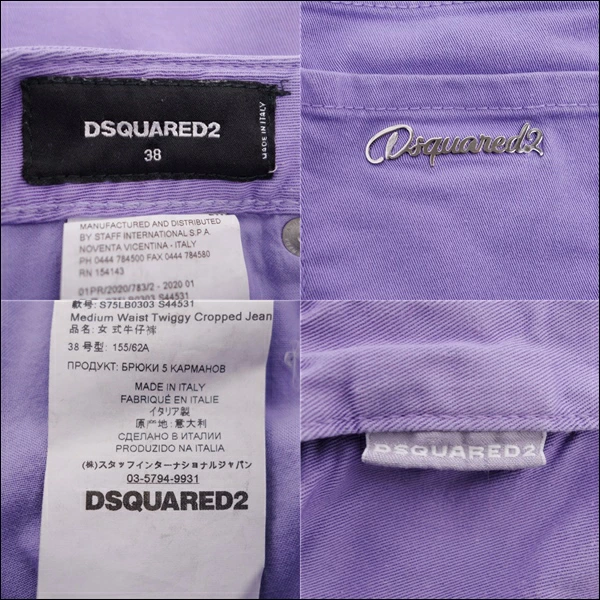 DSQUARED2
38
MADE IN ITALY
Dsquared2
MANUFACTURED AND DISTRIBUTED
BY STAFF INTERNATIONAL S.P.A
NOVENTA VICENTINA - ITALY
PH 0444 784500 FAX 0444 784580
RN 154143
01PR/2020/783/2 - 2020 01
S75LB0303 S44531
款号: S75LB0303 S44531
Medium Waist Twiggy Cropped Jean
品名: 女 式牛仔裤
38 号型: 155/62A
ПРОДУКТ: БРЮКИ 5 КАРМАНОВ
MADE IN ITALY
FABRIQUÉ EN ITALIE
イタリア製
原产地: 意大利
СДЕЛАНО В ИТАЛИИ
PRODUZIDO NA ITALIA
(株)スタッフインターナショナルジャパン
03-5794-9931
DSQUARED2
DSQUARED2